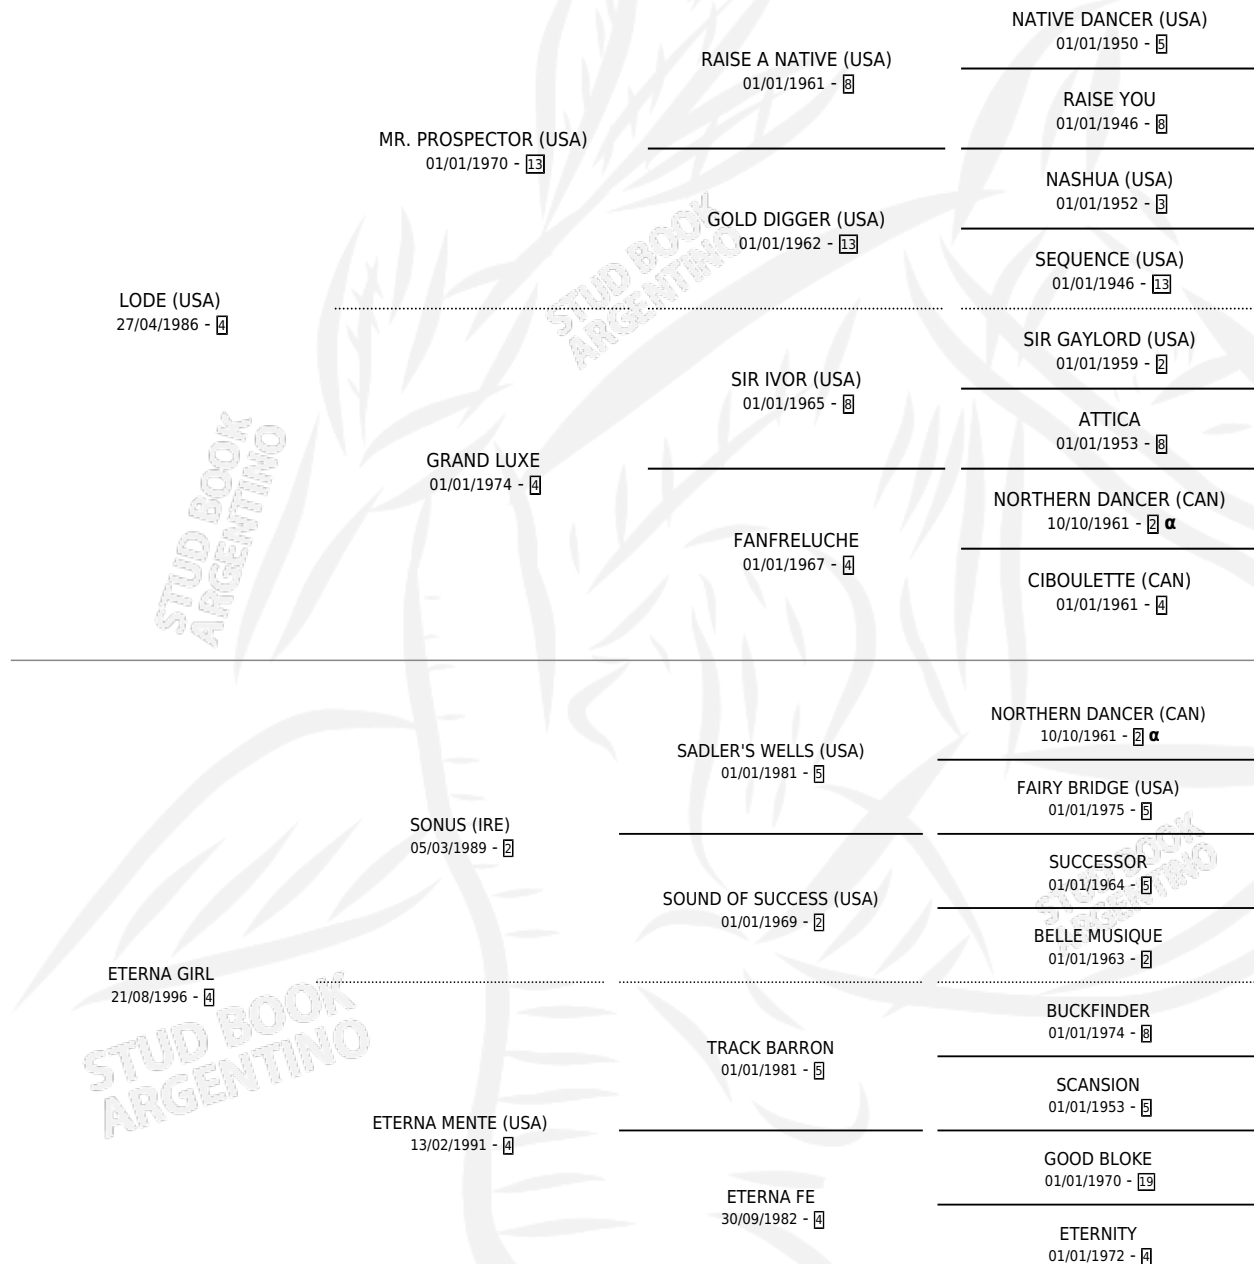 NATIVE DANCER (USA)
01/01/1950 - 5
RAISE A NATIVE (USA)
01/01/1961 - 8
RAISE YOU
01/01/1946 - 8
MR. PROSPECTOR (USA)
01/01/1970 - 13
NASHUA (USA)
01/01/1952 - 3
GOLD DIGGER (USA)
01/01/1962 - 13
SEQUENCE (USA)
01/01/1946 - 13
LODE (USA)
27/04/1986 - 4
SIR GAYLORD (USA)
01/01/1959 - 2
SIR IVOR (USA)
01/01/1965 - 8
ATTICA
01/01/1953 - 8
GRAND LUXE
01/01/1974 - 4
NORTHERN DANCER (CAN)
10/10/1961 - 2 α
FANFRELUCHE
01/01/1967 - 4
CIBOULETTE (CAN)
01/01/1961 - 4
NORTHERN DANCER (CAN)
10/10/1961 - 2 α
SADLER'S WELLS (USA)
01/01/1981 - 5
FAIRY BRIDGE (USA)
01/01/1975 - 5
SONUS (IRE)
05/03/1989 - 2
SUCCESSOR
01/01/1964 - 5
SOUND OF SUCCESS (USA)
01/01/1969 - 2
BELLE MUSIQUE
01/01/1963 - 2
ETERNA GIRL
21/08/1996 - 4
BUCKFINDER
01/01/1974 - 8
TRACK BARRON
01/01/1981 - 5
SCANSION
01/01/1953 - 5
ETERNA MENTE (USA)
13/02/1991 - 4
GOOD BLOKE
01/01/1970 - 19
ETERNA FE
30/09/1982 - 4
ETERNITY
01/01/1972 - 4
STUD BOOK
ARGENTINO
STUD BOOK
ARGENTINO
STUD BOOK
ARGENTINO
STUD BOOK
ARGENTINO